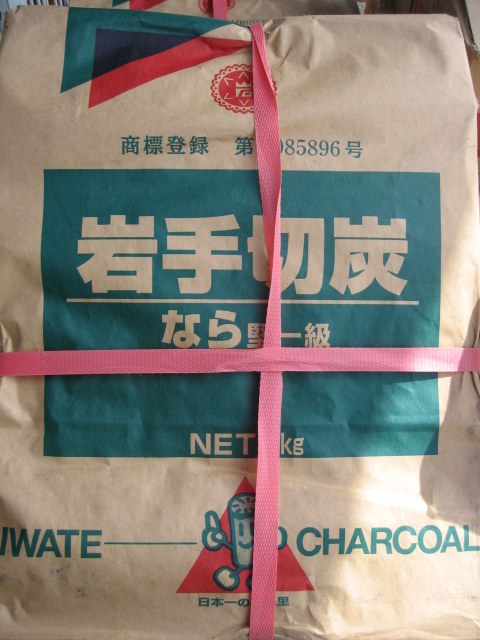 岩
商標登録 第 085896号
岩手切炭
なら堅一級
NET kg
IWATE CHARCOAL
日本一の 里